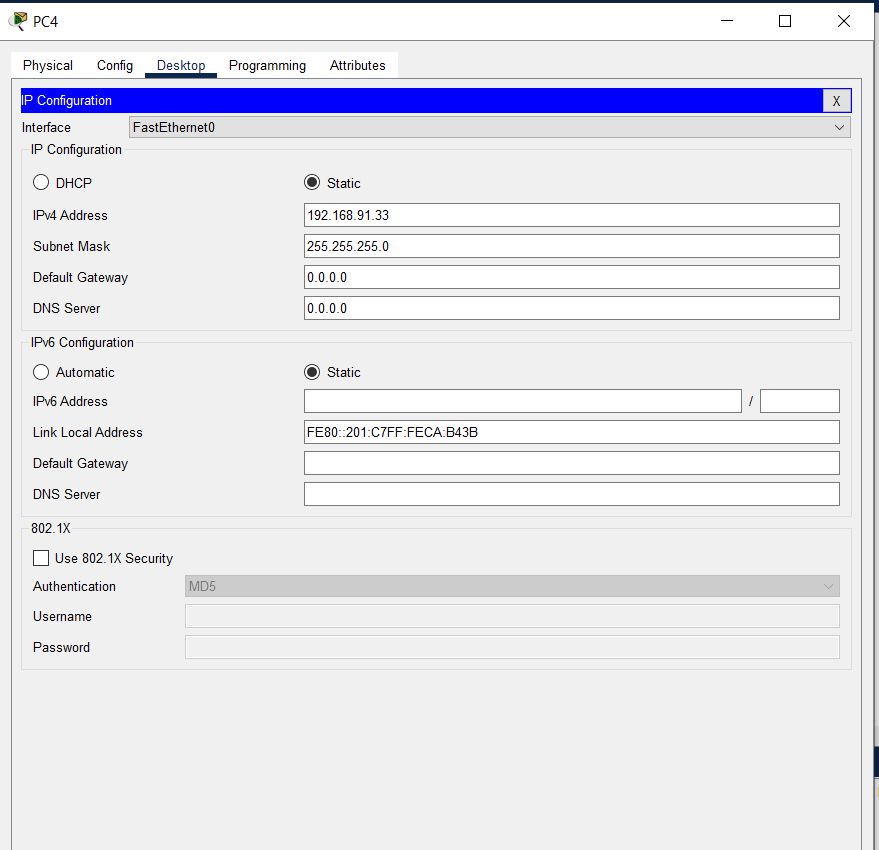 PC4
Physical Config Desktop Programming Attributes
IP Configuration X
Interface FastEthernet0
IP Configuration
DHCP Static
IPv4 Address 192.168.91.33
Subnet Mask 255.255.255.0
Default Gateway 0.0.0.0
DNS Server 0.0.0.0
IPv6 Configuration
Automatic Static
IPv6 Address /
Link Local Address FE80::201:C7FF:FECA:B43B
Default Gateway
DNS Server
802.1X
Use 802.1X Security
Authentication MD5
Username
Password